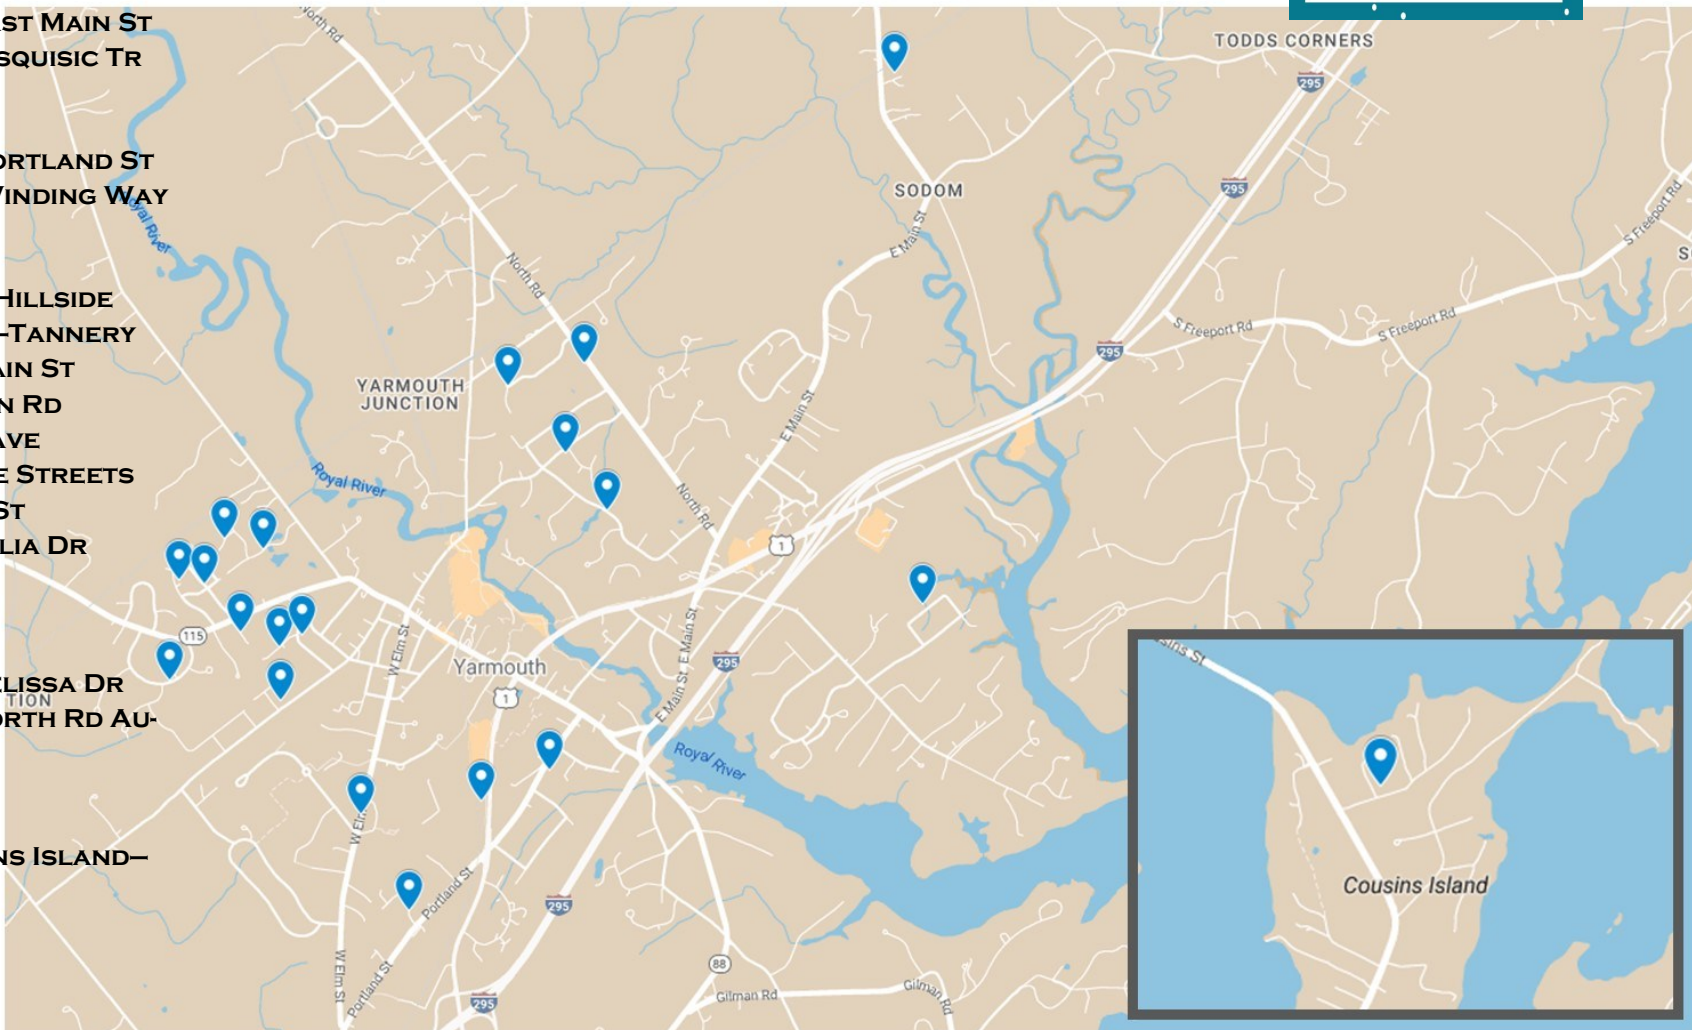 ST MAIN ST
SQUISIC TR
ORTLAND ST
INDING WAY
HILLSIDE
–TANNERY
AIN ST
N RD
AVE
E STREETS
ST
LIA DR
ELISSA DR
ORTH RD AU-
NS ISLAND–
TION
North Rd
TODDS CORNERS
295
SODOM
295
Royal River
E Main St
S Freeport Rd
North Rd
S Freeport Rd
S Freeport Rd
295
YARMOUTH
JUNCTION
E Main St
Royal River
North Rd
1
115
W Elm St
E Main St
Yarmouth
295
1
E Main St
Royal River
W Elm
Portland St
295
W Elm St
Portland St
88
Gilman Rd
Gilman Rd
295
sins St
Cousins Island